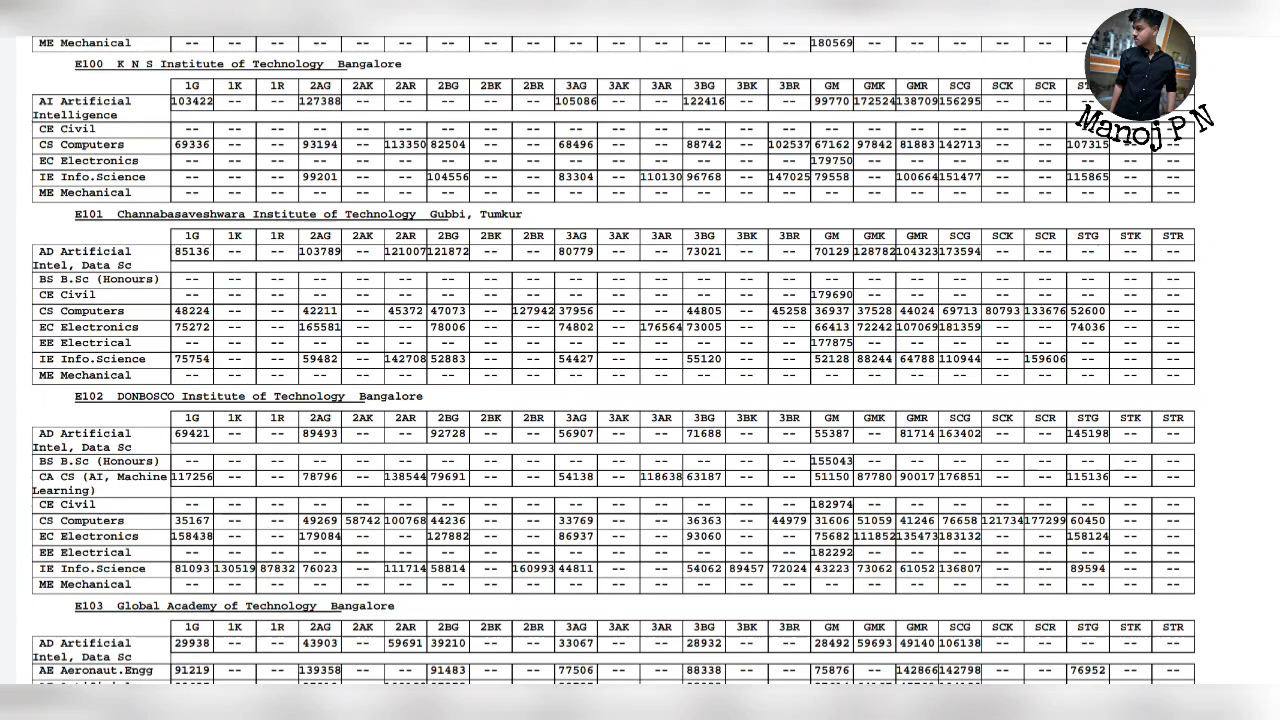 ME Mechanical -- -- -- -- -- -- -- -- -- -- -- -- -- -- -- 180569 -- -- -- -- --
E100 K N S Institute of Technology Bangalore
1G 1K 1R 2AG 2AK 2AR 2BG 2BK 2BR 3AG 3AK 3AR 3BG 3BK 3BR GM GMK GMR SCG SCK SCR
AI Artificial 103422 -- -- 127388 -- -- -- -- -- 105086 -- -- 122416 -- -- 99770 172524 138709 156295 -- --
Intelligence
CE Civil -- -- -- -- -- -- -- -- -- -- -- -- -- -- -- -- -- -- -- -- --
CS Computers 69336 -- -- 93194 -- 113350 82504 -- -- 68496 -- -- 88742 -- 102537 67162 97842 81883 142713 -- -- 107315 -- --
EC Electronics -- -- -- -- -- -- -- -- -- -- -- -- -- -- -- 179750 -- -- -- -- -- -- -- --
IE Info.Science -- -- -- 99201 -- -- 104556 -- -- 83304 -- 110130 96768 -- 147025 79558 -- 100664 151477 -- -- 115865 -- --
ME Mechanical -- -- -- -- -- -- -- -- -- -- -- -- -- -- -- -- -- -- -- -- -- -- -- --
Manoj P N
E101 Channabasaveshwara Institute of Technology Gubbi, Tumkur
1G 1K 1R 2AG 2AK 2AR 2BG 2BK 2BR 3AG 3AK 3AR 3BG 3BK 3BR GM GMK GMR SCG SCK SCR STG STK STR
AD Artificial 85136 -- -- 103789 -- 121007 121872 -- -- 80779 -- -- 73021 -- -- 70129 128782 104323 173594 -- -- -- -- --
Intel, Data Sc
BS B.Sc (Honours) -- -- -- -- -- -- -- -- -- -- -- -- -- -- -- -- -- -- -- -- -- -- -- --
CE Civil -- -- -- -- -- -- -- -- -- -- -- -- -- -- -- 179690 -- -- -- -- -- -- -- --
CS Computers 48224 -- -- 42211 -- 45372 47073 -- 127942 37956 -- -- 44805 -- 45258 36937 37528 44024 69713 80793 133676 52600 -- --
EC Electronics 75272 -- -- 165581 -- -- 78006 -- -- 74802 -- 176564 73005 -- -- 66413 72242 107069 181359 -- -- 74036 -- --
EE Electrical -- -- -- -- -- -- -- -- -- -- -- -- -- -- -- 177875 -- -- -- -- -- -- -- --
IE Info.Science 75754 -- -- 59482 -- 142708 52883 -- -- 54427 -- -- 55120 -- -- 52128 88244 64788 110944 -- 159606 -- -- --
ME Mechanical -- -- -- -- -- -- -- -- -- -- -- -- -- -- -- -- -- -- -- -- -- -- -- --
E102 DONBOSCO Institute of Technology Bangalore
1G 1K 1R 2AG 2AK 2AR 2BG 2BK 2BR 3AG 3AK 3AR 3BG 3BK 3BR GM GMK GMR SCG SCK SCR STG STK STR
AD Artificial 69421 -- -- 89493 -- -- 92728 -- -- 56907 -- -- 71688 -- -- 55387 -- 81714 163402 -- -- 145198 -- --
Intel, Data Sc
BS B.Sc (Honours) -- -- -- -- -- -- -- -- -- -- -- -- -- -- -- 155043 -- -- -- -- -- -- -- --
CA CS (AI, Machine 117256 -- -- 78796 -- 138544 79691 -- -- 54138 -- 118638 63187 -- -- 51150 87780 90017 176851 -- -- 115136 -- --
Learning)
CE Civil -- -- -- -- -- -- -- -- -- -- -- -- -- -- -- 182974 -- -- -- -- -- -- -- --
CS Computers 35167 -- -- 49269 58742 100768 44236 -- -- 33769 -- -- 36363 -- 44979 31606 51059 41246 76658 121734 177299 60450 -- --
EC Electronics 158438 -- -- 179084 -- -- 127882 -- -- 86937 -- -- 93060 -- -- 75682 111852 135473 183132 -- -- 158124 -- --
EE Electrical -- -- -- -- -- -- -- -- -- -- -- -- -- -- -- 182292 -- -- -- -- -- -- -- --
IE Info.Science 81093 130519 87832 76023 -- 111714 58814 -- 160993 44811 -- -- 54062 89457 72024 43223 73062 61052 136807 -- -- 89594 -- --
ME Mechanical -- -- -- -- -- -- -- -- -- -- -- -- -- -- -- -- -- -- -- -- -- -- -- --
E103 Global Academy of Technology Bangalore
1G 1K 1R 2AG 2AK 2AR 2BG 2BK 2BR 3AG 3AK 3AR 3BG 3BK 3BR GM GMK GMR SCG SCK SCR STG STK STR
AD Artificial 29938 -- -- 43903 -- 59691 39210 -- -- 33067 -- -- 28932 -- -- 28492 59693 49140 106138 -- -- -- -- --
Intel, Data Sc
AE Aeronaut.Engg 91219 -- -- 139358 -- -- 91483 -- -- 77506 -- -- 88338 -- -- 75876 -- 142866 142798 -- -- 76952 -- --